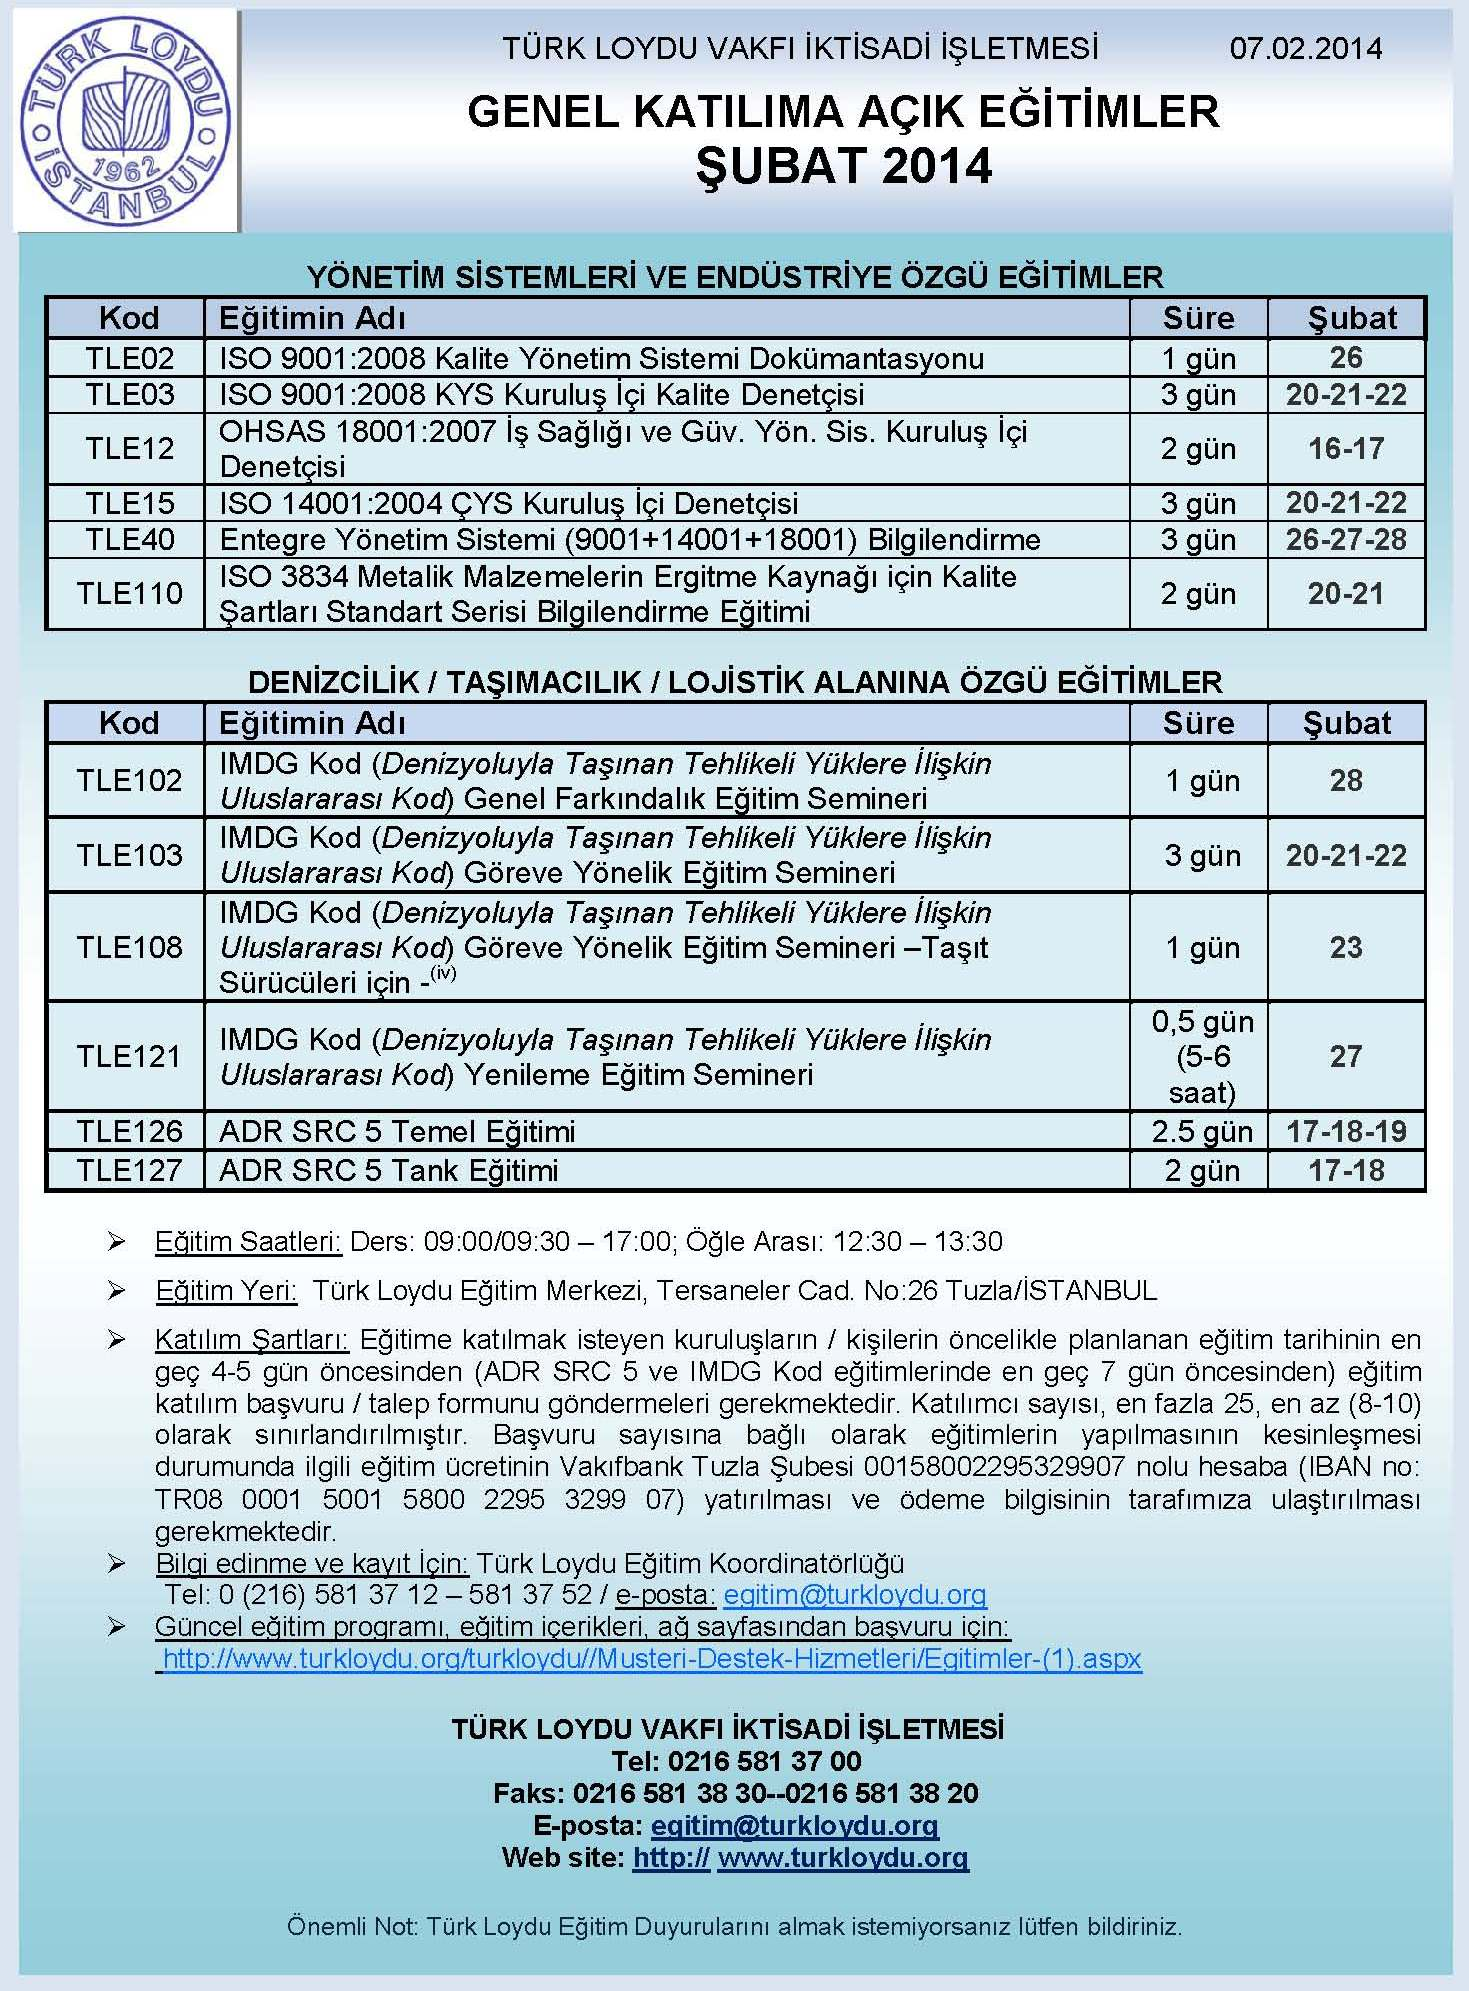 TÜRK LOYDU
1962
İSTANBUL
TÜRK LOYDU VAKFI İKTİSADİ İŞLETMESİ 07.02.2014
GENEL KATILIMA AÇIK EĞİTİMLER
ŞUBAT 2014
YÖNETİM SİSTEMLERİ VE ENDÜSTRİYE ÖZGÜ EĞİTİMLER
Kod Eğitimin Adı Süre Şubat
TLE02 ISO 9001:2008 Kalite Yönetim Sistemi Dokümantasyonu 1 gün 26
TLE03 ISO 9001:2008 KYS Kuruluş İçi Kalite Denetçisi 3 gün 20-21-22
TLE12 OHSAS 18001:2007 İş Sağlığı ve Güv. Yön. Sis. Kuruluş İçi
Denetçisi 2 gün 16-17
TLE15 ISO 14001:2004 ÇYS Kuruluş İçi Denetçisi 3 gün 20-21-22
TLE40 Entegre Yönetim Sistemi (9001+14001+18001) Bilgilendirme 3 gün 26-27-28
TLE110 ISO 3834 Metalik Malzemelerin Ergitme Kaynağı için Kalite
Şartları Standart Serisi Bilgilendirme Eğitimi 2 gün 20-21
DENİZCİLİK / TAŞIMACILIK / LOJİSTİK ALANINA ÖZGÜ EĞİTİMLER
Kod Eğitimin Adı Süre Şubat
TLE102 IMDG Kod (Denizyoluyla Taşınan Tehlikeli Yüklere İlişkin
Uluslararası Kod) Genel Farkındalık Eğitim Semineri 1 gün 28
TLE103 IMDG Kod (Denizyoluyla Taşınan Tehlikeli Yüklere İlişkin
Uluslararası Kod) Göreve Yönelik Eğitim Semineri 3 gün 20-21-22
TLE108 IMDG Kod (Denizyoluyla Taşınan Tehlikeli Yüklere İlişkin
Uluslararası Kod) Göreve Yönelik Eğitim Semineri –Taşıt
Sürücüleri için -(iv) 1 gün 23
TLE121 IMDG Kod (Denizyoluyla Taşınan Tehlikeli Yüklere İlişkin
Uluslararası Kod) Yenileme Eğitim Semineri 0,5 gün
(5-6
saat) 27
TLE126 ADR SRC 5 Temel Eğitimi 2.5 gün 17-18-19
TLE127 ADR SRC 5 Tank Eğitimi 2 gün 17-18
➢ Eğitim Saatleri: Ders: 09:00/09:30 – 17:00; Öğle Arası: 12:30 – 13:30
➢ Eğitim Yeri: Türk Loydu Eğitim Merkezi, Tersaneler Cad. No:26 Tuzla/İSTANBUL
➢ Katılım Şartları: Eğitime katılmak isteyen kuruluşların / kişilerin öncelikle planlanan eğitim tarihinin en
geç 4-5 gün öncesinden (ADR SRC 5 ve IMDG Kod eğitimlerinde en geç 7 gün öncesinden) eğitim
katılım başvuru / talep formunu göndermeleri gerekmektedir. Katılımcı sayısı, en fazla 25, en az (8-10)
olarak sınırlandırılmıştır. Başvuru sayısına bağlı olarak eğitimlerin yapılmasının kesinleşmesi
durumunda ilgili eğitim ücretinin Vakıfbank Tuzla Şubesi 00158002295329907 nolu hesaba (IBAN no:
TR08 0001 5001 5800 2295 3299 07) yatırılması ve ödeme bilgisinin tarafımıza ulaştırılması
gerekmektedir.
➢ Bilgi edinme ve kayıt İçin: Türk Loydu Eğitim Koordinatörlüğü
Tel: 0 (216) 581 37 12 – 581 37 52 / e-posta: egitim@turkloydu.org
➢ Güncel eğitim programı, eğitim içerikleri, ağ sayfasından başvuru için:
http://www.turkloydu.org/turkloydu//Musteri-Destek-Hizmetleri/Egitimler-(1).aspx
TÜRK LOYDU VAKFI İKTİSADİ İŞLETMESİ
Tel: 0216 581 37 00
Faks: 0216 581 38 30--0216 581 38 20
E-posta: egitim@turkloydu.org
Web site: http:// www.turkloydu.org
Önemli Not: Türk Loydu Eğitim Duyurularını almak istemiyorsanız lütfen bildiriniz.